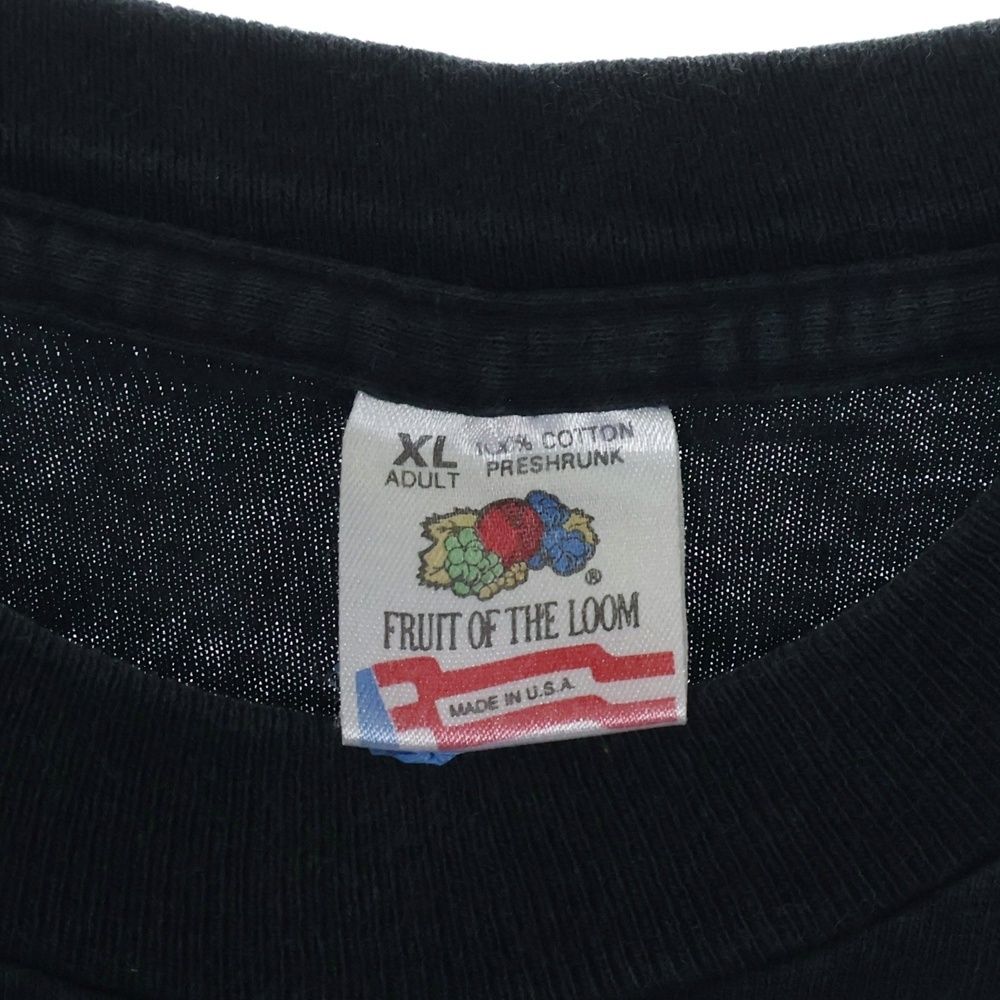 XL 100% COTTON
ADULT PRESHRUNK
®
FRUIT OF THE LOOM
MADE IN U.S.A.